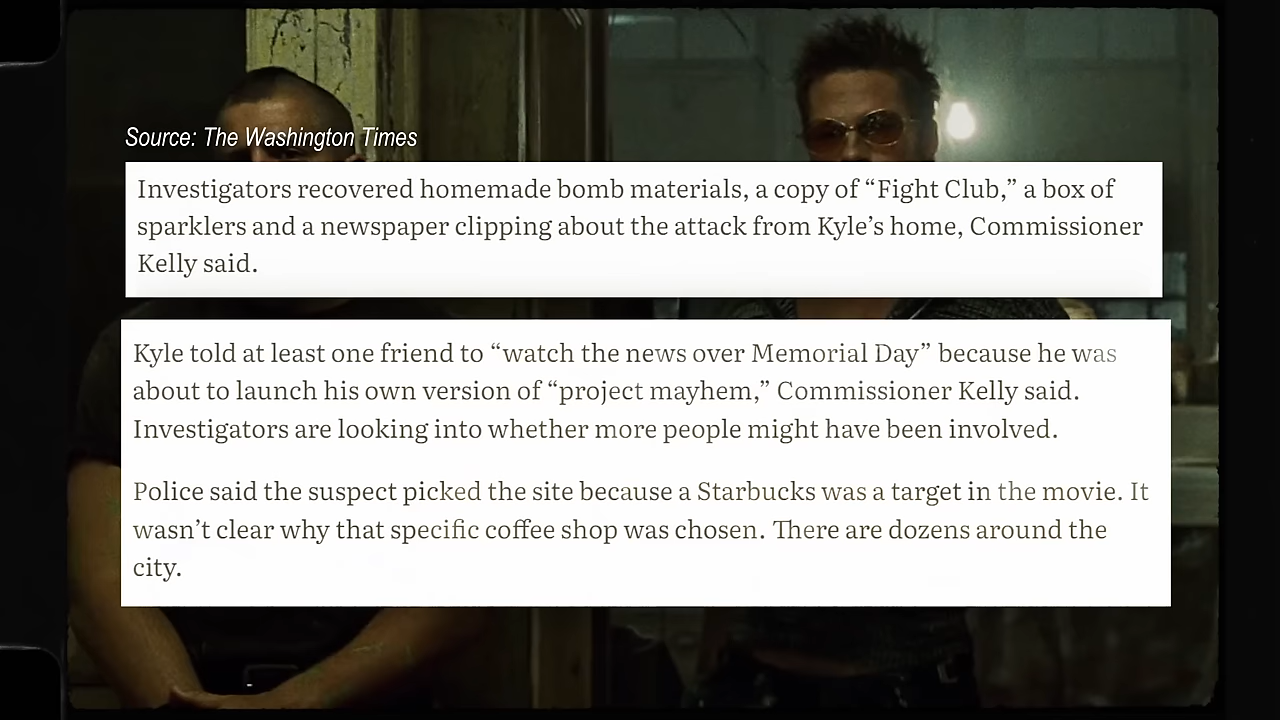 Source: The Washington Times
Investigators recovered homemade bomb materials, a copy of “Fight Club,” a box of
sparklers and a newspaper clipping about the attack from Kyle’s home, Commissioner
Kelly said.
Kyle told at least one friend to “watch the news over Memorial Day” because he was
about to launch his own version of “project mayhem,” Commissioner Kelly said.
Investigators are looking into whether more people might have been involved.
Police said the suspect picked the site because a Starbucks was a target in the movie. It
wasn’t clear why that specific coffee shop was chosen. There are dozens around the
city.